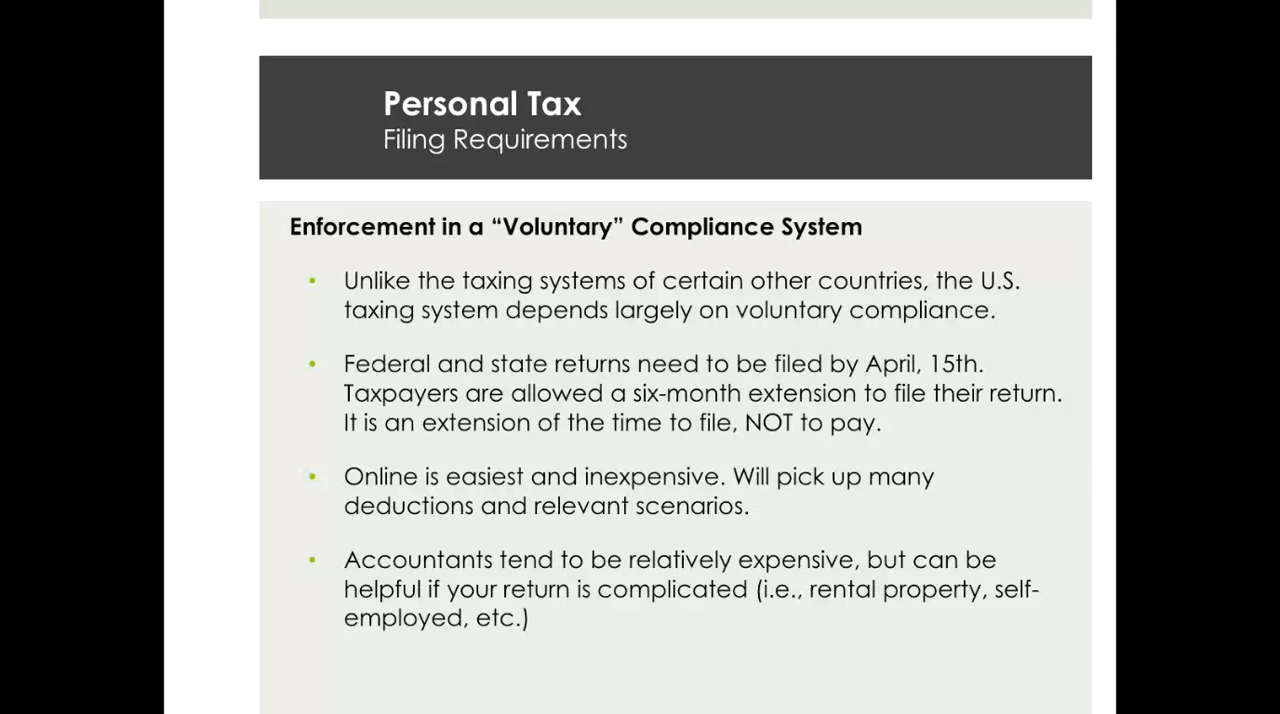 Personal Tax
Filing Requirements
Enforcement in a “Voluntary” Compliance System
• Unlike the taxing systems of certain other countries, the U.S.
taxing system depends largely on voluntary compliance.
• Federal and state returns need to be filed by April, 15th.
Taxpayers are allowed a six-month extension to file their return.
It is an extension of the time to file, NOT to pay.
• Online is easiest and inexpensive. Will pick up many
deductions and relevant scenarios.
• Accountants tend to be relatively expensive, but can be
helpful if your return is complicated (i.e., rental property, self-
employed, etc.)